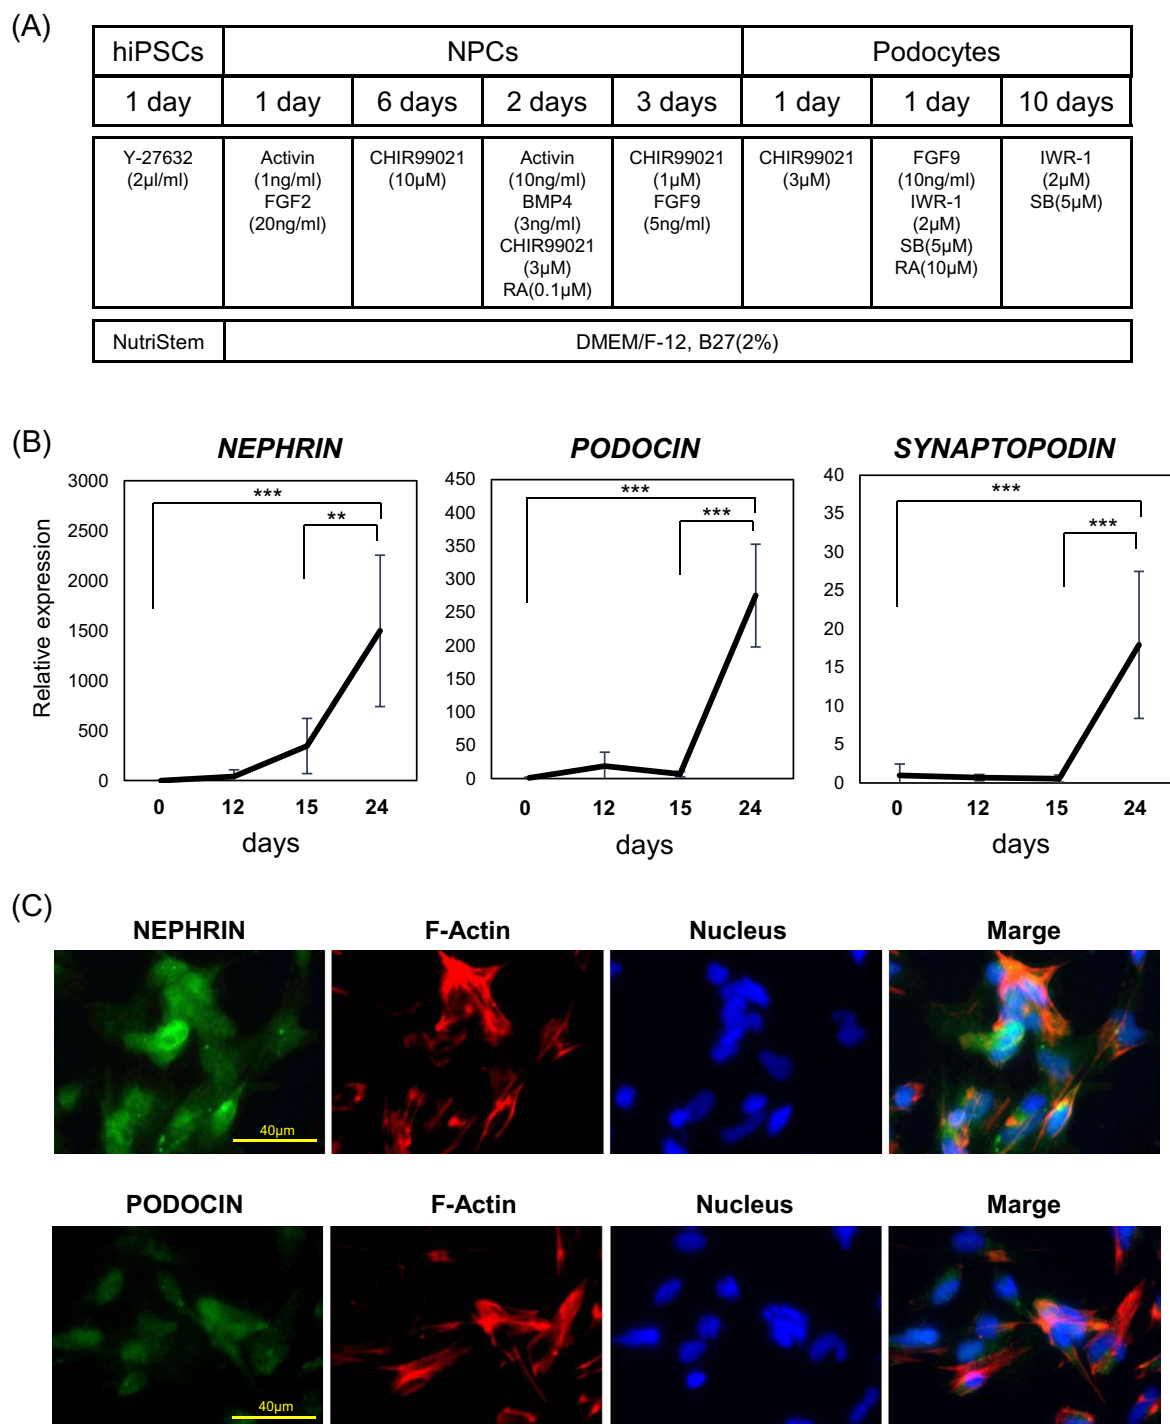 (A)
hiPSCs NPCs Podocytes
1 day 1 day 6 days 2 days 3 days 1 day 1 day 10 days
Y-27632
(2µl/ml)
Activin
(1ng/ml)
FGF2
(20ng/ml)
CHIR99021
(10µM)
Activin
(10ng/ml)
BMP4
(3ng/ml)
CHIR99021
(3µM)
RA(0.1µM)
CHIR99021
(1µM)
FGF9
(5ng/ml)
CHIR99021
(3µM)
FGF9
(10ng/ml)
IWR-1
(2µM)
SB(5µM)
RA(10µM)
IWR-1
(2µM)
SB(5µM)
NutriStem DMEM/F-12, B27(2%)
(B)
NEPHRIN
Relative expression
3000
2500
2000
1500
1000
500
0
***
**
0 12 15 24
days
PODOCIN
450
400
350
300
250
200
150
100
50
0
***
***
0 12 15 24
days
SYNAPTOPODIN
40
35
30
25
20
15
10
5
0
***
***
0 12 15 24
days
(C)
NEPHRIN F-Actin Nucleus Marge
40µm
PODOCIN F-Actin Nucleus Marge
40µm